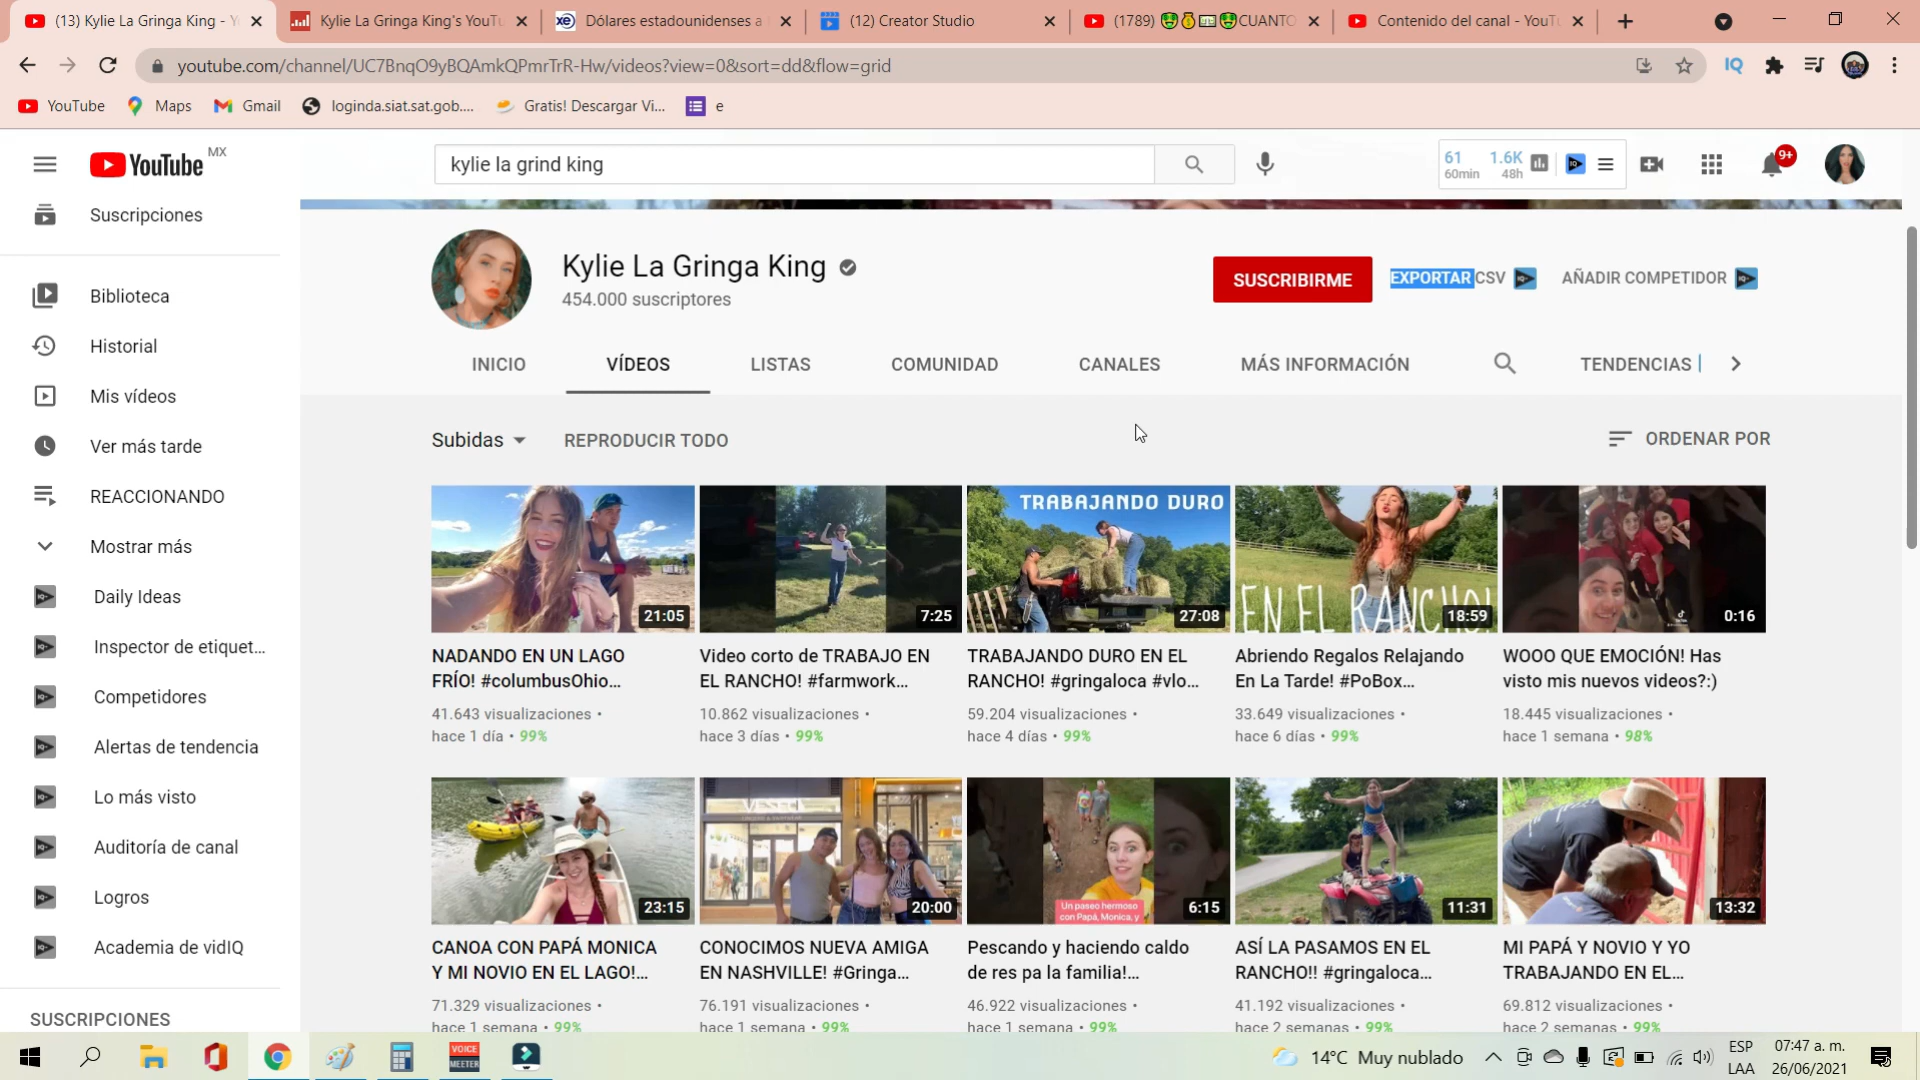 (13) Kylie La Gringa King - Y
Kylie La Gringa King's YouTu
xe
Dólares estadounidenses a
(12) Creator Studio
(1789) 🤑💰💵🤑CUANTO
Contenido del canal - YouTu
youtube.com/channel/UC7BnqO9yBQAmkQPmrTrR-Hw/videos?view=0&sort=dd&flow=grid
IQ
YouTube
Maps
Gmail
loginda.siat.sat.gob....
Gratis! Descargar Vi...
e
YouTube MX
kylie la grind king
61
60min
1.6K
48h
9+
Suscripciones
Biblioteca
Historial
Mis vídeos
Ver más tarde
REACCIONANDO
Mostrar más
Daily Ideas
Inspector de etiquet...
Competidores
Alertas de tendencia
Lo más visto
Auditoría de canal
Logros
Academia de vidIQ
SUSCRIPCIONES
Kylie La Gringa King
454.000 suscriptores
SUSCRIBIRME
EXPORTAR CSV
AÑADIR COMPETIDOR
INICIO
VÍDEOS
LISTAS
COMUNIDAD
CANALES
MÁS INFORMACIÓN
TENDENCIAS
Subidas
REPRODUCIR TODO
ORDENAR POR
21:05
7:25
TRABAJANDO DURO
27:08
EN EL RANCHO!
18:59
0:16
NADANDO EN UN LAGO
FRÍO! #columbusOhio...
41.643 visualizaciones •
hace 1 día • 99%
Video corto de TRABAJO EN
EL RANCHO! #farmwork...
10.862 visualizaciones •
hace 3 días • 99%
TRABAJANDO DURO EN EL
RANCHO! #gringaloca #vlo...
59.204 visualizaciones •
hace 4 días • 99%
Abriendo Regalos Relajando
En La Tarde! #PoBox...
33.649 visualizaciones •
hace 6 días • 99%
WOOO QUE EMOCIÓN! Has
visto mis nuevos videos?:)
18.445 visualizaciones •
hace 1 semana • 98%
23:15
20:00
Un paseo hermoso
con Papá, Monica, y
6:15
11:31
13:32
CANOA CON PAPÁ MONICA
Y MI NOVIO EN EL LAGO!...
71.329 visualizaciones •
hace 1 semana • 99%
CONOCIMOS NUEVA AMIGA
EN NASHVILLE! #Gringa...
76.191 visualizaciones •
hace 1 semana • 99%
Pescando y haciendo caldo
de res pa la familia!...
46.922 visualizaciones •
hace 1 semana • 99%
ASÍ LA PASAMOS EN EL
RANCHO!! #gringaloca...
41.192 visualizaciones •
hace 2 semanas • 99%
MI PAPÁ Y NOVIO Y YO
TRABAJANDO EN EL...
69.812 visualizaciones •
hace 2 semanas • 99%
VOICE
MEETER
14°C Muy nublado
ESP
LAA
07:47 a. m.
26/06/2021